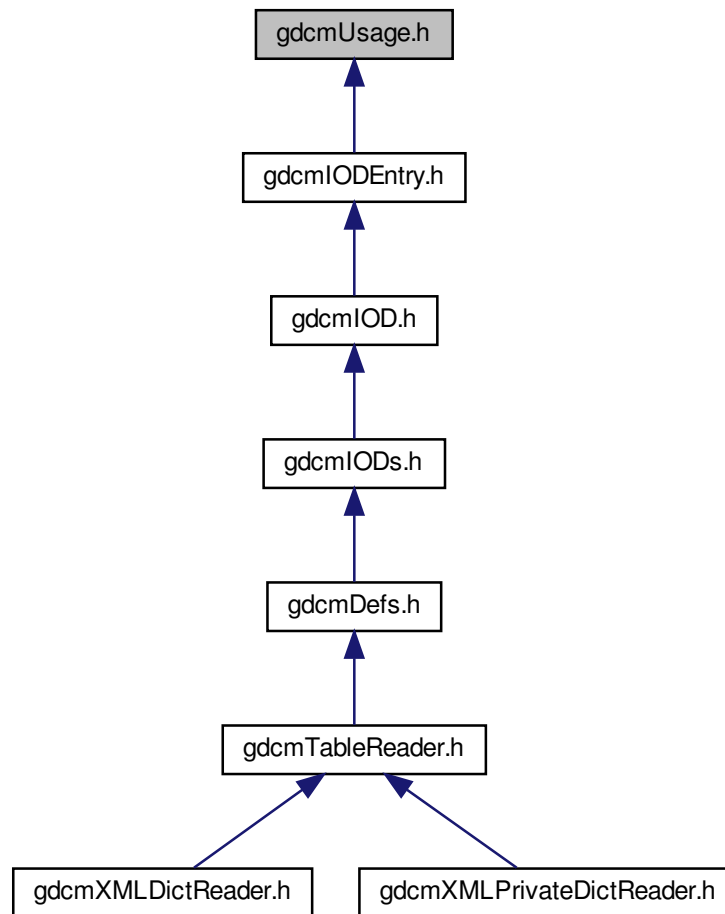 gdcmUsage.h
gdcmIODEntry.h
gdcmIOD.h
gdcmIODs.h
gdcmDefs.h
gdcmTableReader.h
gdcmXMLDictReader.h
gdcmXMLPrivateDictReader.h